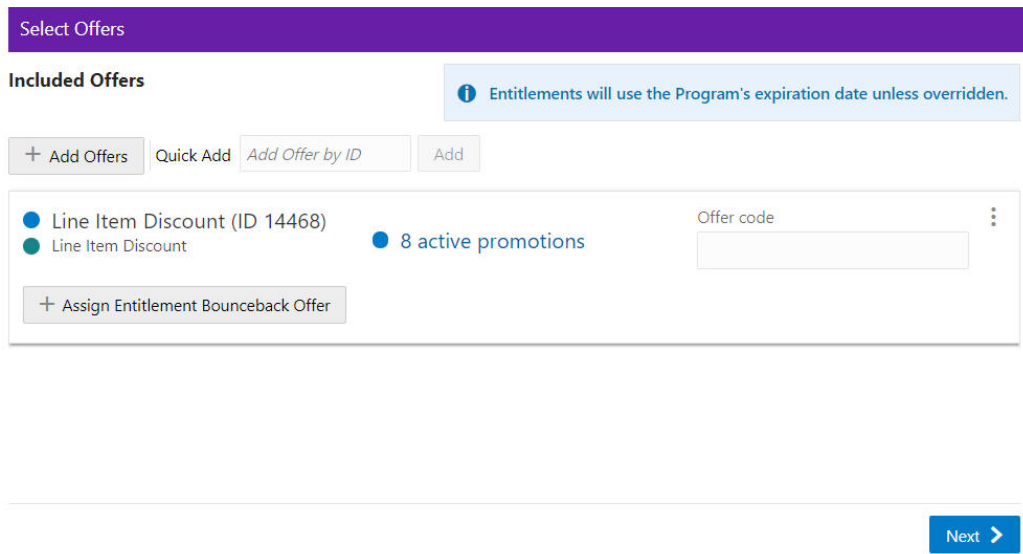 Select Offers
Included Offers
Entitlements will use the Program's expiration date unless overridden.
Add Offers Quick Add Add Offer by ID Add
Line Item Discount (ID 14468)
Line Item Discount
8 active promotions
Offer code
Assign Entitlement Bounceback Offer
Next